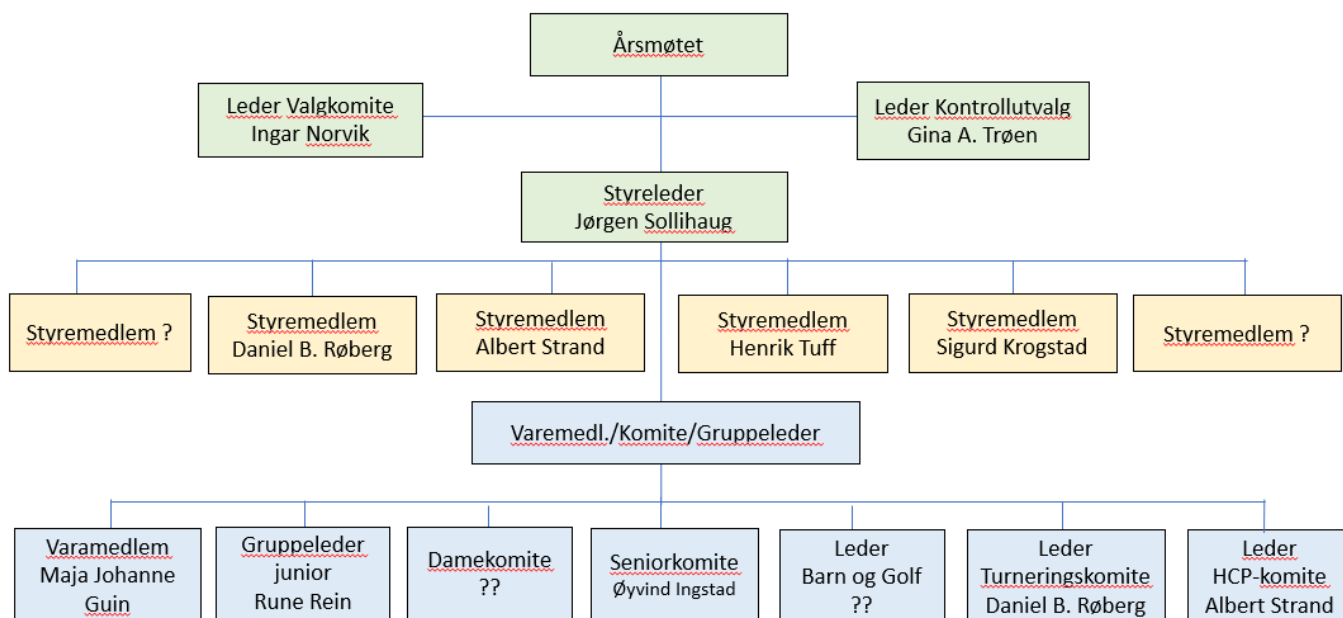 Årsmøtet
Leder Valgkomite
Ingar Norvik
Leder Kontrollutvalg
Gina A. Trøen
Styreleder
Jørgen Sollihaug
Styremedlem ?
Styremedlem
Daniel B. Røberg
Styremedlem
Albert Strand
Styremedlem
Henrik Tuff
Styremedlem
Sigurd Krogstad
Styremedlem ?
Varemedl./Komite/Gruppeleder
Varamedlem
Maja Johanne
Guin
Gruppeleder
junior
Rune Rein
Damekomite
??
Seniorkomite
Øyvind Ingstad
Leder
Barn og Golf
??
Leder
Turneringskomite
Daniel B. Røberg
Leder
HCP-komite
Albert Strand